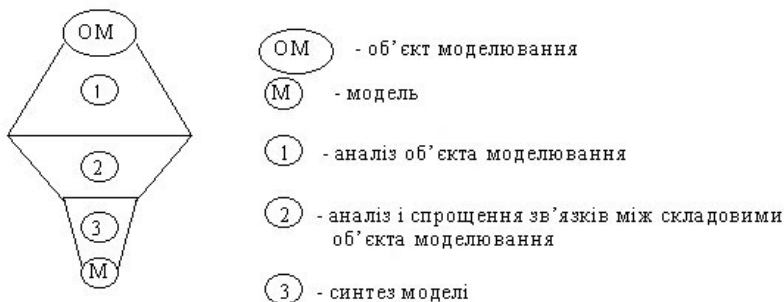 ОМ
1
2
3
М
ОМ - об’єкт моделювання
М - модель
1 - аналіз об’єкта моделювання
2 - аналіз і спрощення зв’язків між складовими
об’єкта моделювання
3 - синтез моделі